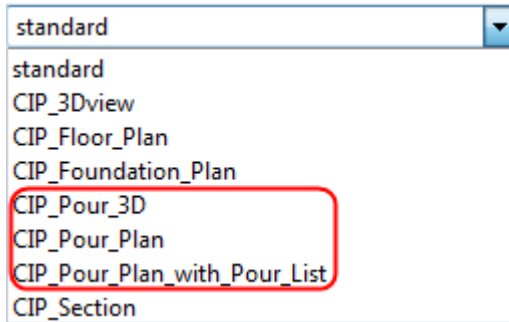 standard
standard
CIP_3Dview
CIP_Floor_Plan
CIP_Foundation_Plan
CIP_Pour_3D
CIP_Pour_Plan
CIP_Pour_Plan_with_Pour_List
CIP_Section